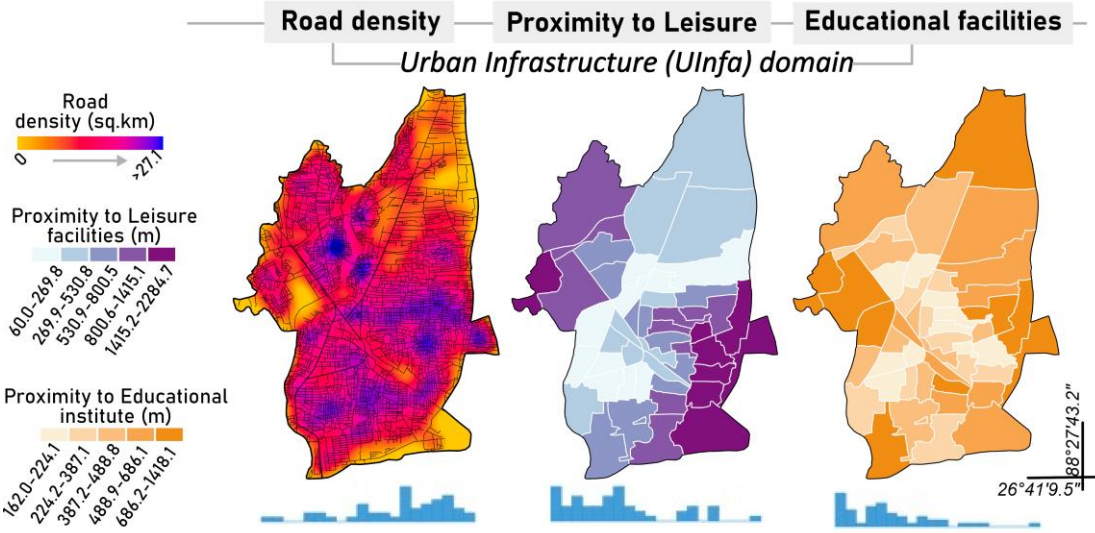 Road density
Proximity to Leisure
Educational facilities
Urban Infrastructure (UInfa) domain
Road
density (sq.km)
0
>27.1
Proximity to Leisure
facilities (m)
60.0-269.8
269.9-530.8
530.9-800.5
800.6-1415.1
1415.2-2284.7
Proximity to Educational
institute (m)
162.0-224.1
224.2-387.1
387.2-488.8
488.9-686.1
686.2-1418.1
88°27'43.2"
26°41'9.5"